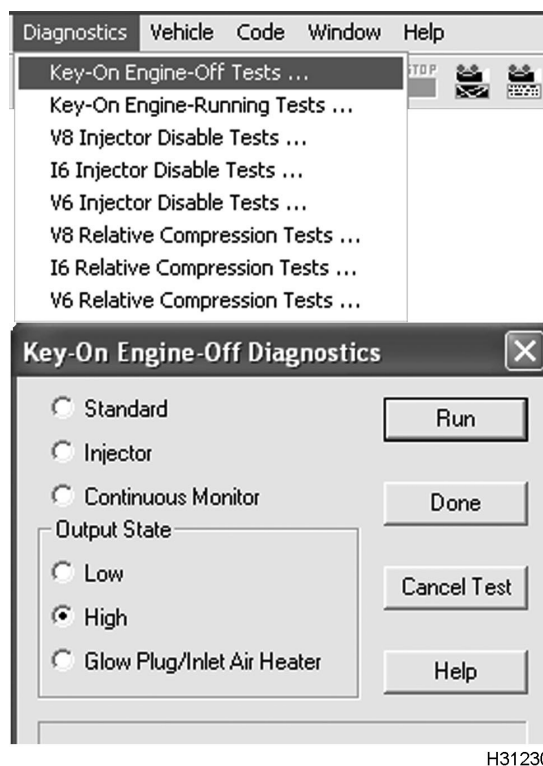 Diagnostics Vehicle Code Window Help
Key-On Engine-Off Tests ...
STOP
Key-On Engine-Running Tests ...
V8 Injector Disable Tests ...
I6 Injector Disable Tests ...
V6 Injector Disable Tests ...
V8 Relative Compression Tests ...
I6 Relative Compression Tests ...
V6 Relative Compression Tests ...
Key-On Engine-Off Diagnostics
Standard
Run
Injector
Continuous Monitor
Done
Output State
Low
Cancel Test
High
Glow Plug/Inlet Air Heater
Help
H31230